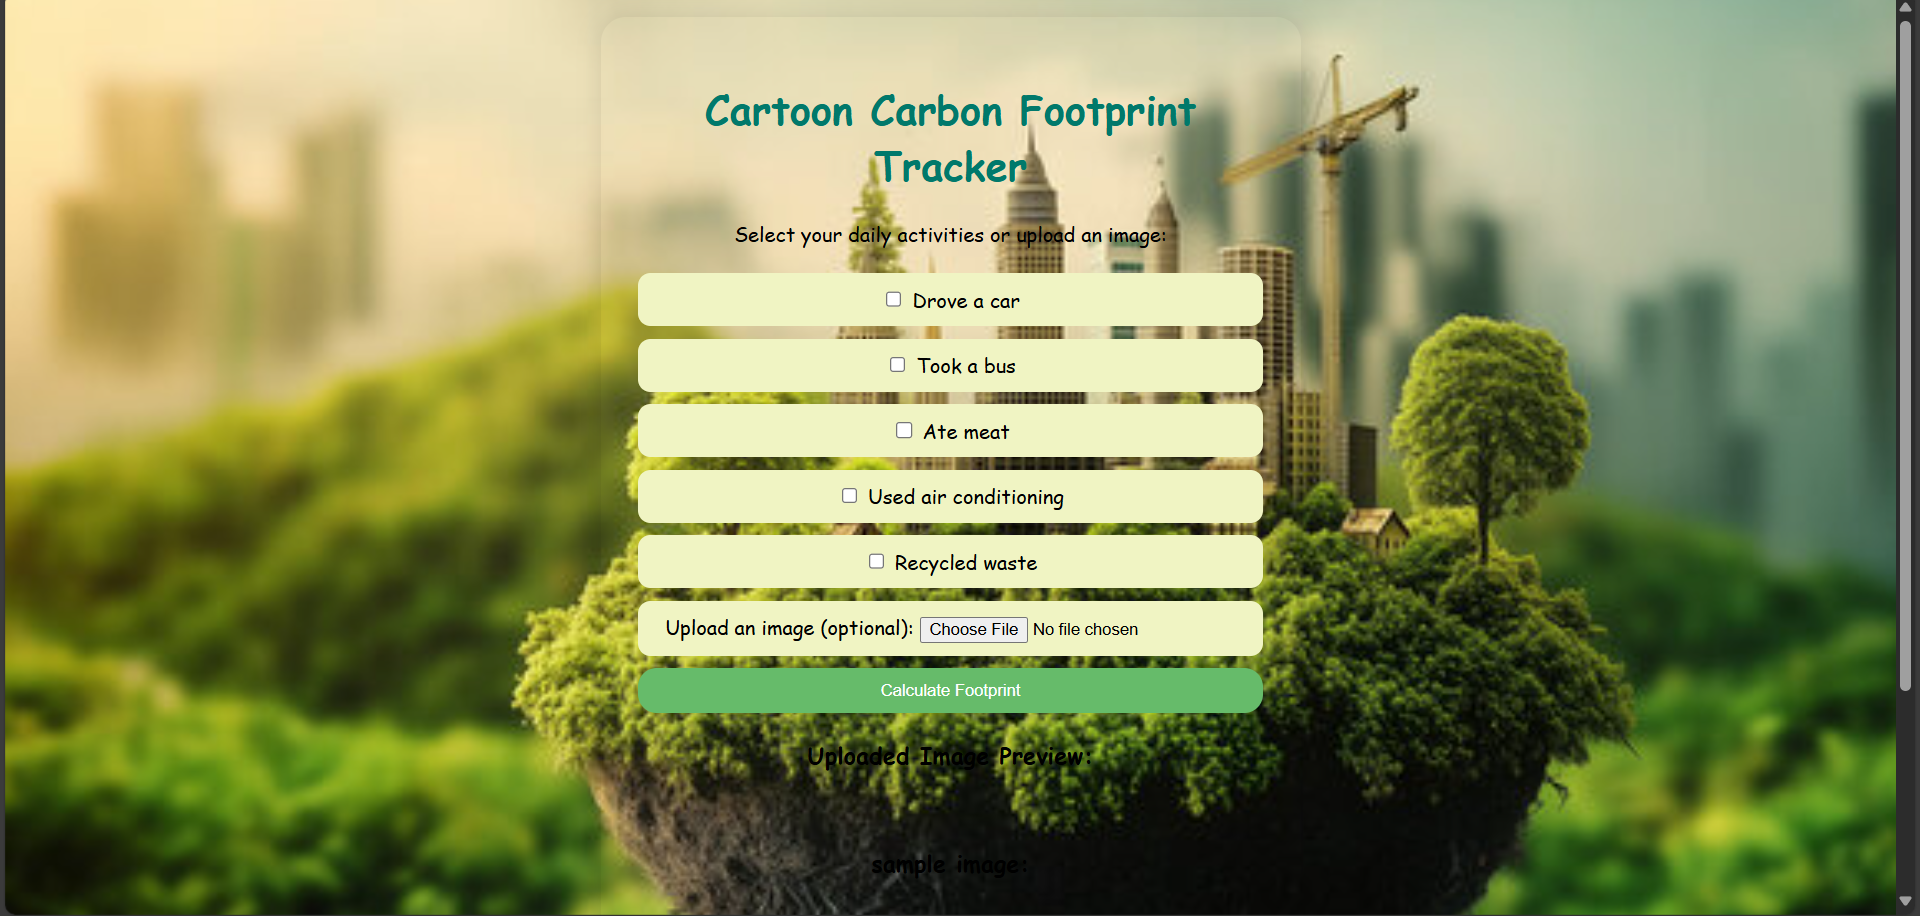 Cartoon Carbon Footprint
Tracker
Select your daily activities or upload an image:
Drove a car
Took a bus
Ate meat
Used air conditioning
Recycled waste
Upload an image (optional): Choose File No file chosen
Calculate Footprint
Uploaded Image Preview:
sample image: